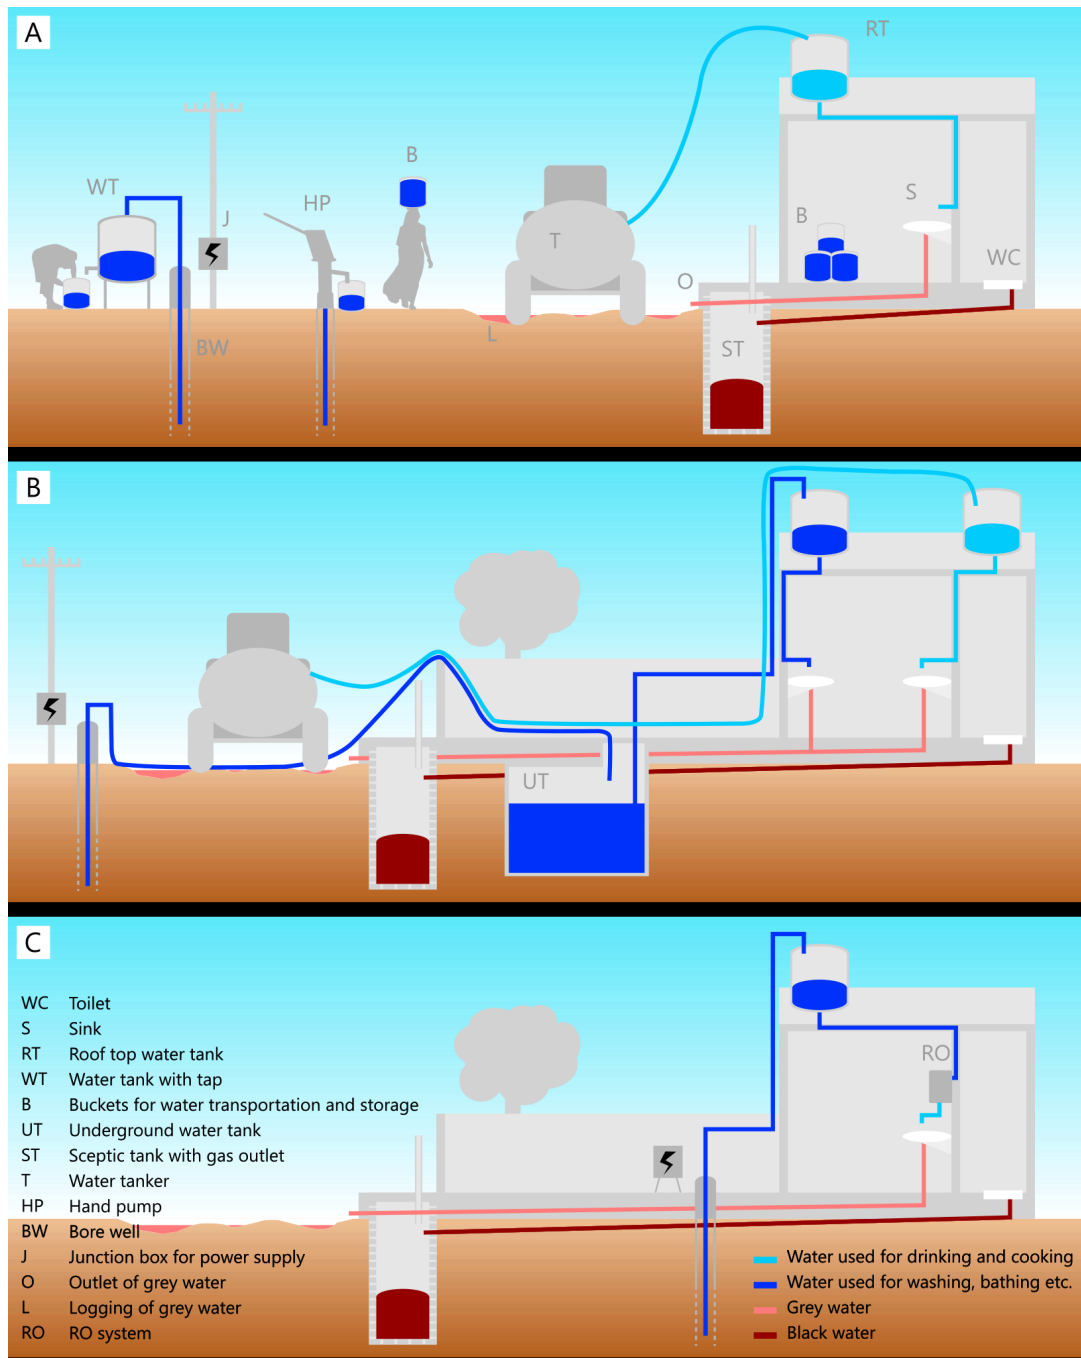 A
RT
B
WT
HP
S
J
B
T
WC
O
L
BW
ST
B
UT
C
WC Toilet
S Sink
RT Roof top water tank
RO
WT Water tank with tap
B Buckets for water transportation and storage
UT Underground water tank
ST Sceptic tank with gas outlet
T Water tanker
HP Hand pump
BW Bore well
J Junction box for power supply
O Outlet of grey water
L Logging of grey water
RO RO system
Water used for drinking and cooking
Water used for washing, bathing etc.
Grey water
Black water